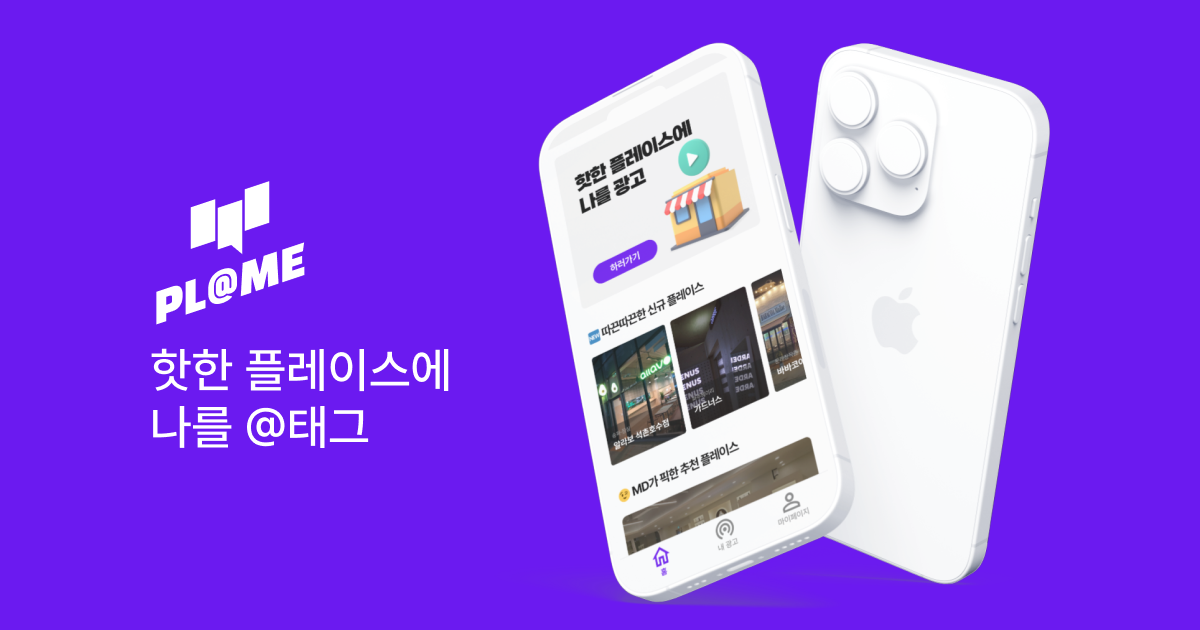 PL@ME
핫한 플레이스에
나를 @태그
핫한 플레이스에
나를 광고
하러가기
NEW 따끈따끈한 신규 플레이스
알라보 석촌호수점
가드너스
바바코아
MD가 픽한 추천 플레이스
홈
내 광고
마이페이지